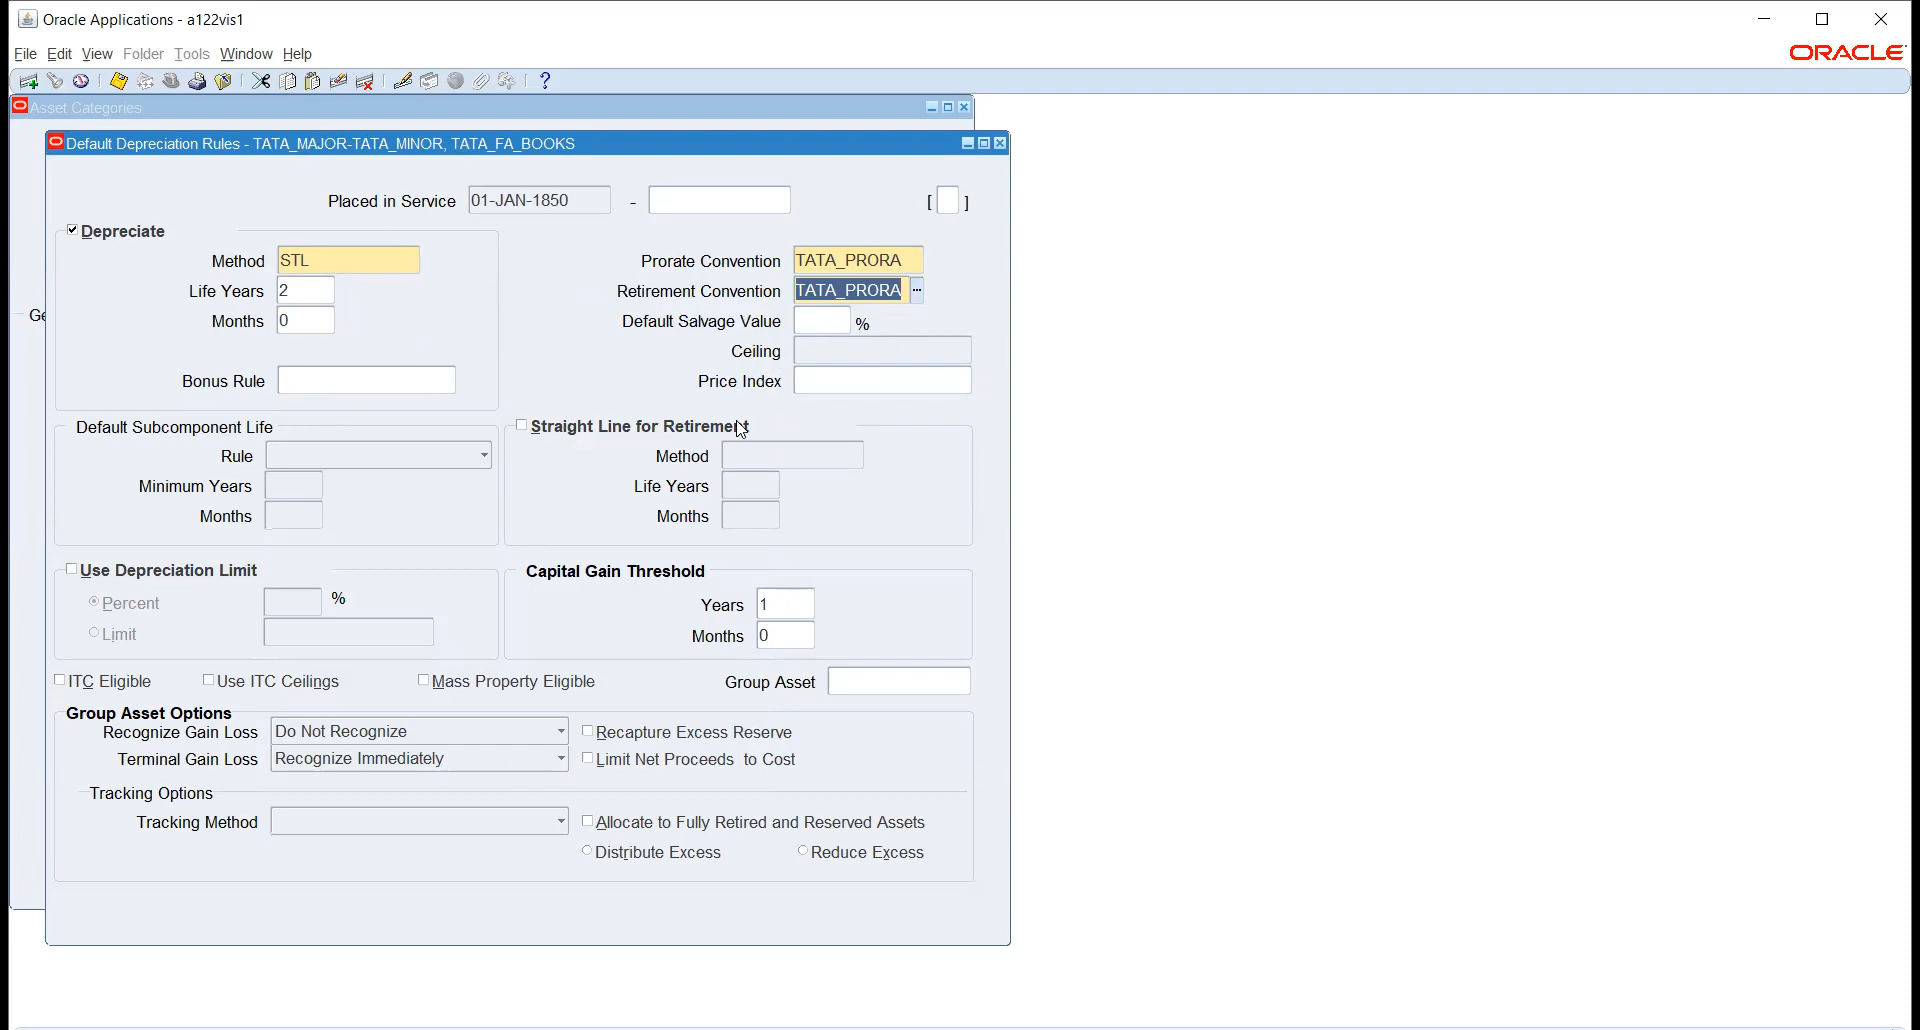 Oracle Applications - a122vis1
File Edit View Folder Tools Window Help
ORACLE
Asset Categories
Default Depreciation Rules - TATA_MAJOR-TATA_MINOR, TATA_FA_BOOKS
Placed in Service 01-JAN-1850 - [ ]
Depreciate
Method STL Prorate Convention TATA_PRORA
Ge Life Years 2 Retirement Convention TATA_PRORA ...
Months 0 Default Salvage Value %
Ceiling
Bonus Rule Price Index
Default Subcomponent Life Straight Line for Retirement
Rule Method
Minimum Years Life Years
Months Months
Use Depreciation Limit Capital Gain Threshold
Percent % Years 1
Limit Months 0
ITC Eligible Use ITC Ceilings Mass Property Eligible Group Asset
Group Asset Options
Recognize Gain Loss Do Not Recognize Recapture Excess Reserve
Terminal Gain Loss Recognize Immediately Limit Net Proceeds to Cost
Tracking Options
Tracking Method Allocate to Fully Retired and Reserved Assets
Distribute Excess Reduce Excess